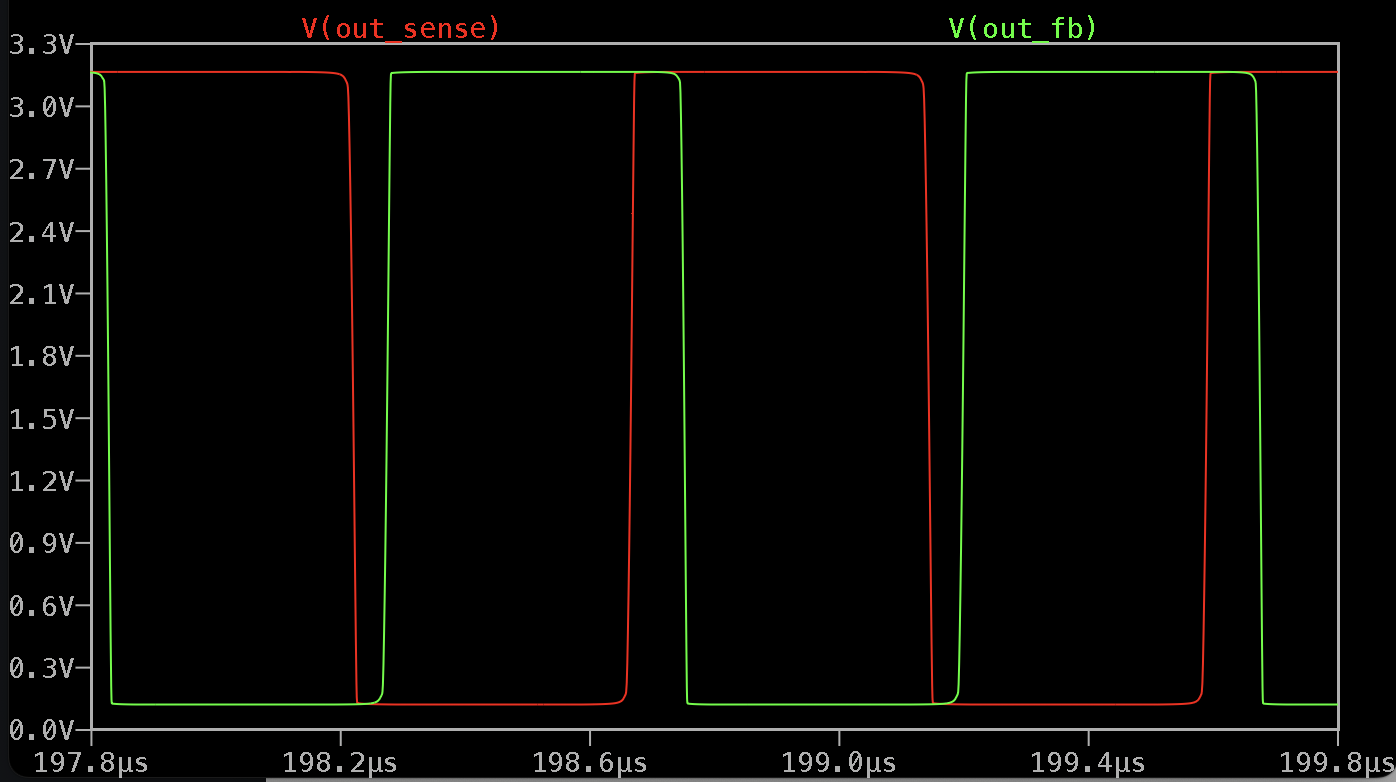 V(out_sense) V(out_fb)
3.3V
3.0V
2.7V
2.4V
2.1V
1.8V
1.5V
1.2V
0.9V
0.6V
0.3V
0.0V
197.8µs 198.2µs 198.6µs 199.0µs 199.4µs 199.8µs